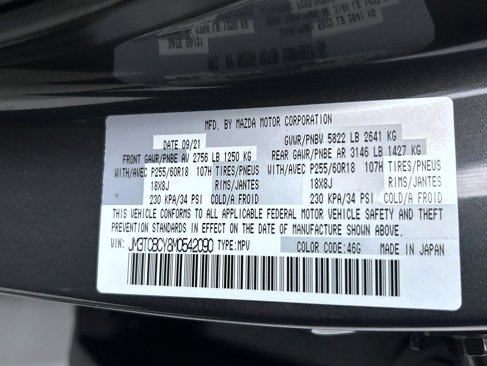 MFD. BY MAZDA MOTOR CORPORATION
DATE 09/21 GVWR/PNBV 5822 LB 2641 KG
FRONT GAWR/PNBE AV 2756 LB 1250 KG REAR GAWR/PNBE AR 3146 LB 1427 KG
WITH/AVEC P255/60R18 107H TIRES/PNEUS WITH/AVEC P255/60R18 107H TIRES/PNEUS
18X8J RIMS/JANTES 18X8J RIMS/JANTES
230 KPA/34 PSI COLD/A FROID 230 KPA/34 PSI COLD/A FROID
THIS VEHICLE CONFORMS TO ALL APPLICABLE FEDERAL MOTOR VEHICLE SAFETY AND THEFT
PREVENTION STANDARDS IN EFFECT ON THE DATE OF MANUFACTURE SHOWN ABOVE.
VIN: JM3TCBCY8M0542090 TYPE:MPV COLOR CODE:46G MADE IN JAPAN